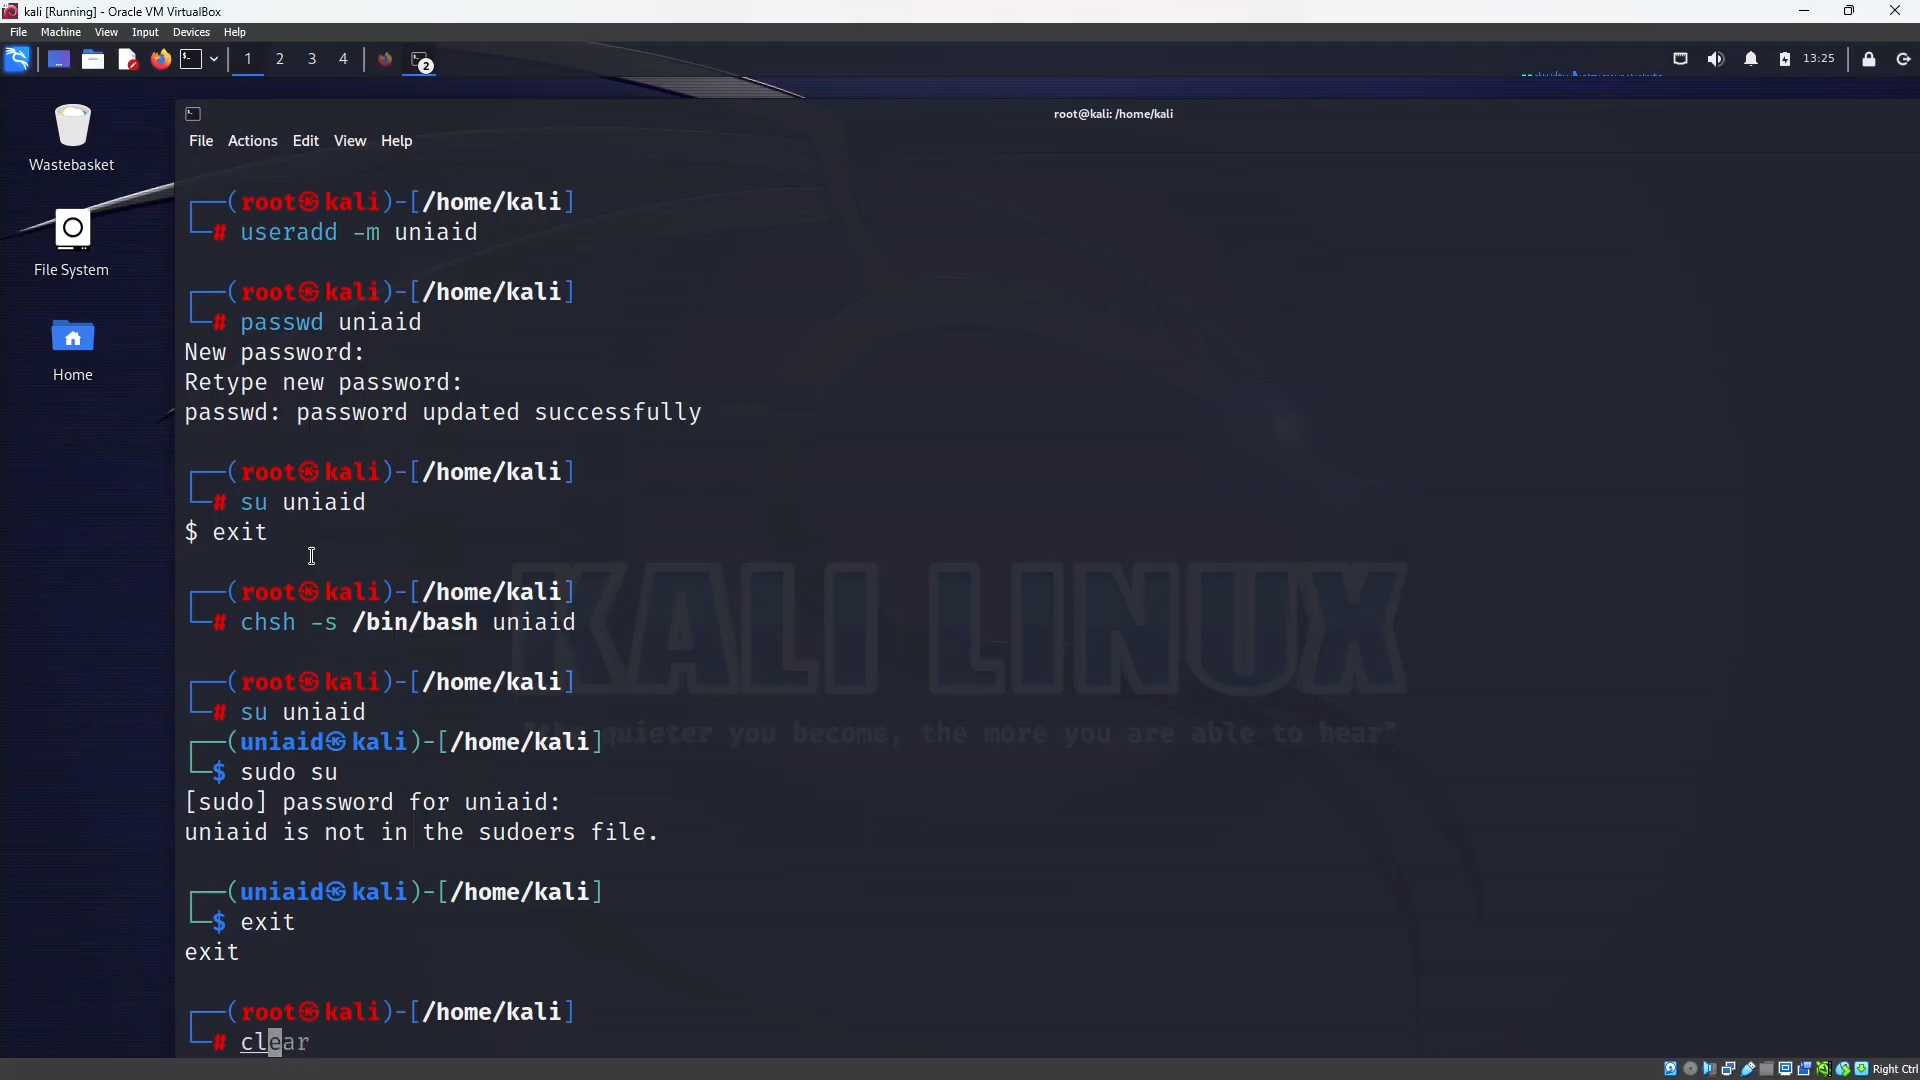 kali [Running] - Oracle VM VirtualBox
File Machine View Input Devices Help
1 2 3 4 2 13:25
root@kali: /home/kali
File Actions Edit View Help
Wastebasket
File System
Home
┌──(root㉿kali)-[/home/kali]
└─# useradd -m uniaid
┌──(root㉿kali)-[/home/kali]
└─# passwd uniaid
New password:
Retype new password:
passwd: password updated successfully
┌──(root㉿kali)-[/home/kali]
└─# su uniaid
$ exit
┌──(root㉿kali)-[/home/kali]
└─# chsh -s /bin/bash uniaid
┌──(root㉿kali)-[/home/kali]
└─# su uniaid
┌──(uniaid㉿kali)-[/home/kali]
└─$ sudo su
[sudo] password for uniaid:
uniaid is not in the sudoers file.
┌──(uniaid㉿kali)-[/home/kali]
└─$ exit
exit
┌──(root㉿kali)-[/home/kali]
└─# clear
KALI LINUX
"the quieter you become, the more you are able to hear"
Right Ctrl